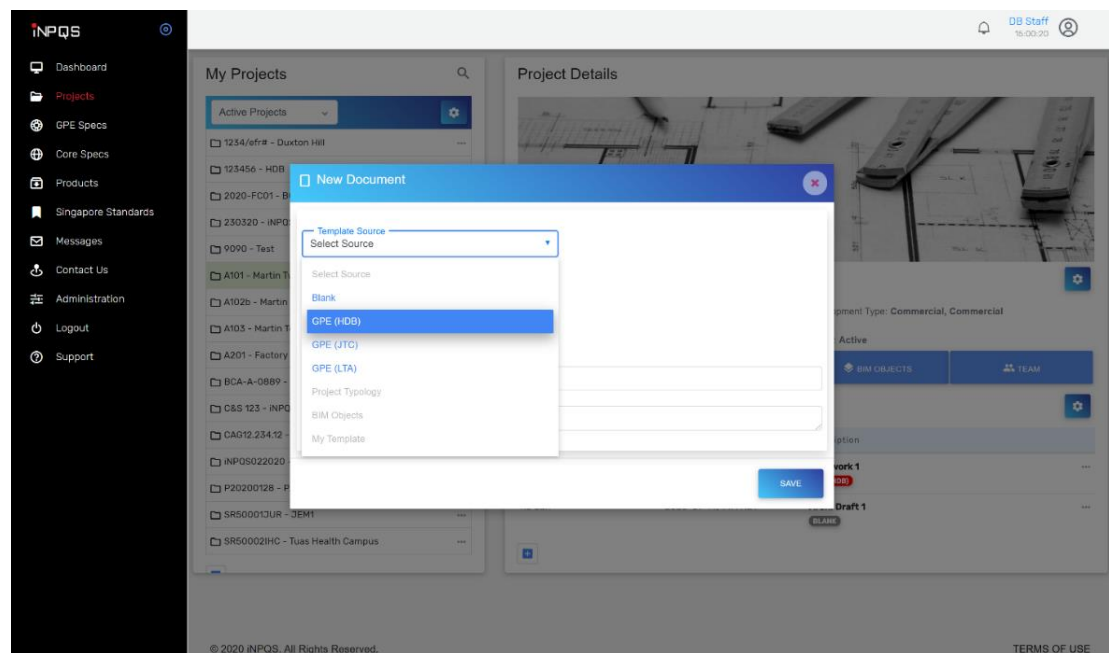 iNPQS
DB Staff
16:00:20
Dashboard
Projects
GPE Specs
Core Specs
Products
Singapore Standards
Messages
Contact Us
Administration
Logout
Support
My Projects
Active Projects
1234/efr# - Duxton Hill
123456 - HDB
2020-FC01 - B
230320 - iNPQ
9090 - Test
A101 - Martin T
A102b - Martin
A103 - Martin T
A201 - Factory
BCA-A-0889 -
C&S 123 - iNPQ
CAG12.234.12 -
iNPQS022020 -
P20200128 - P
SR50001JUR - JEM1
SR50002IHC - Tuas Health Campus
Project Details
opment Type: Commercial, Commercial
: Active
BIM OBJECTS
TEAM
ription
work 1
HDB)
Draft 1
BLANK
New Document
Template Source
Select Source
Select Source
Blank
GPE (HDB)
GPE (JTC)
GPE (LTA)
Project Typology
BIM Objects
My Template
SAVE
© 2020 iNPQS. All Rights Reserved.
TERMS OF USE